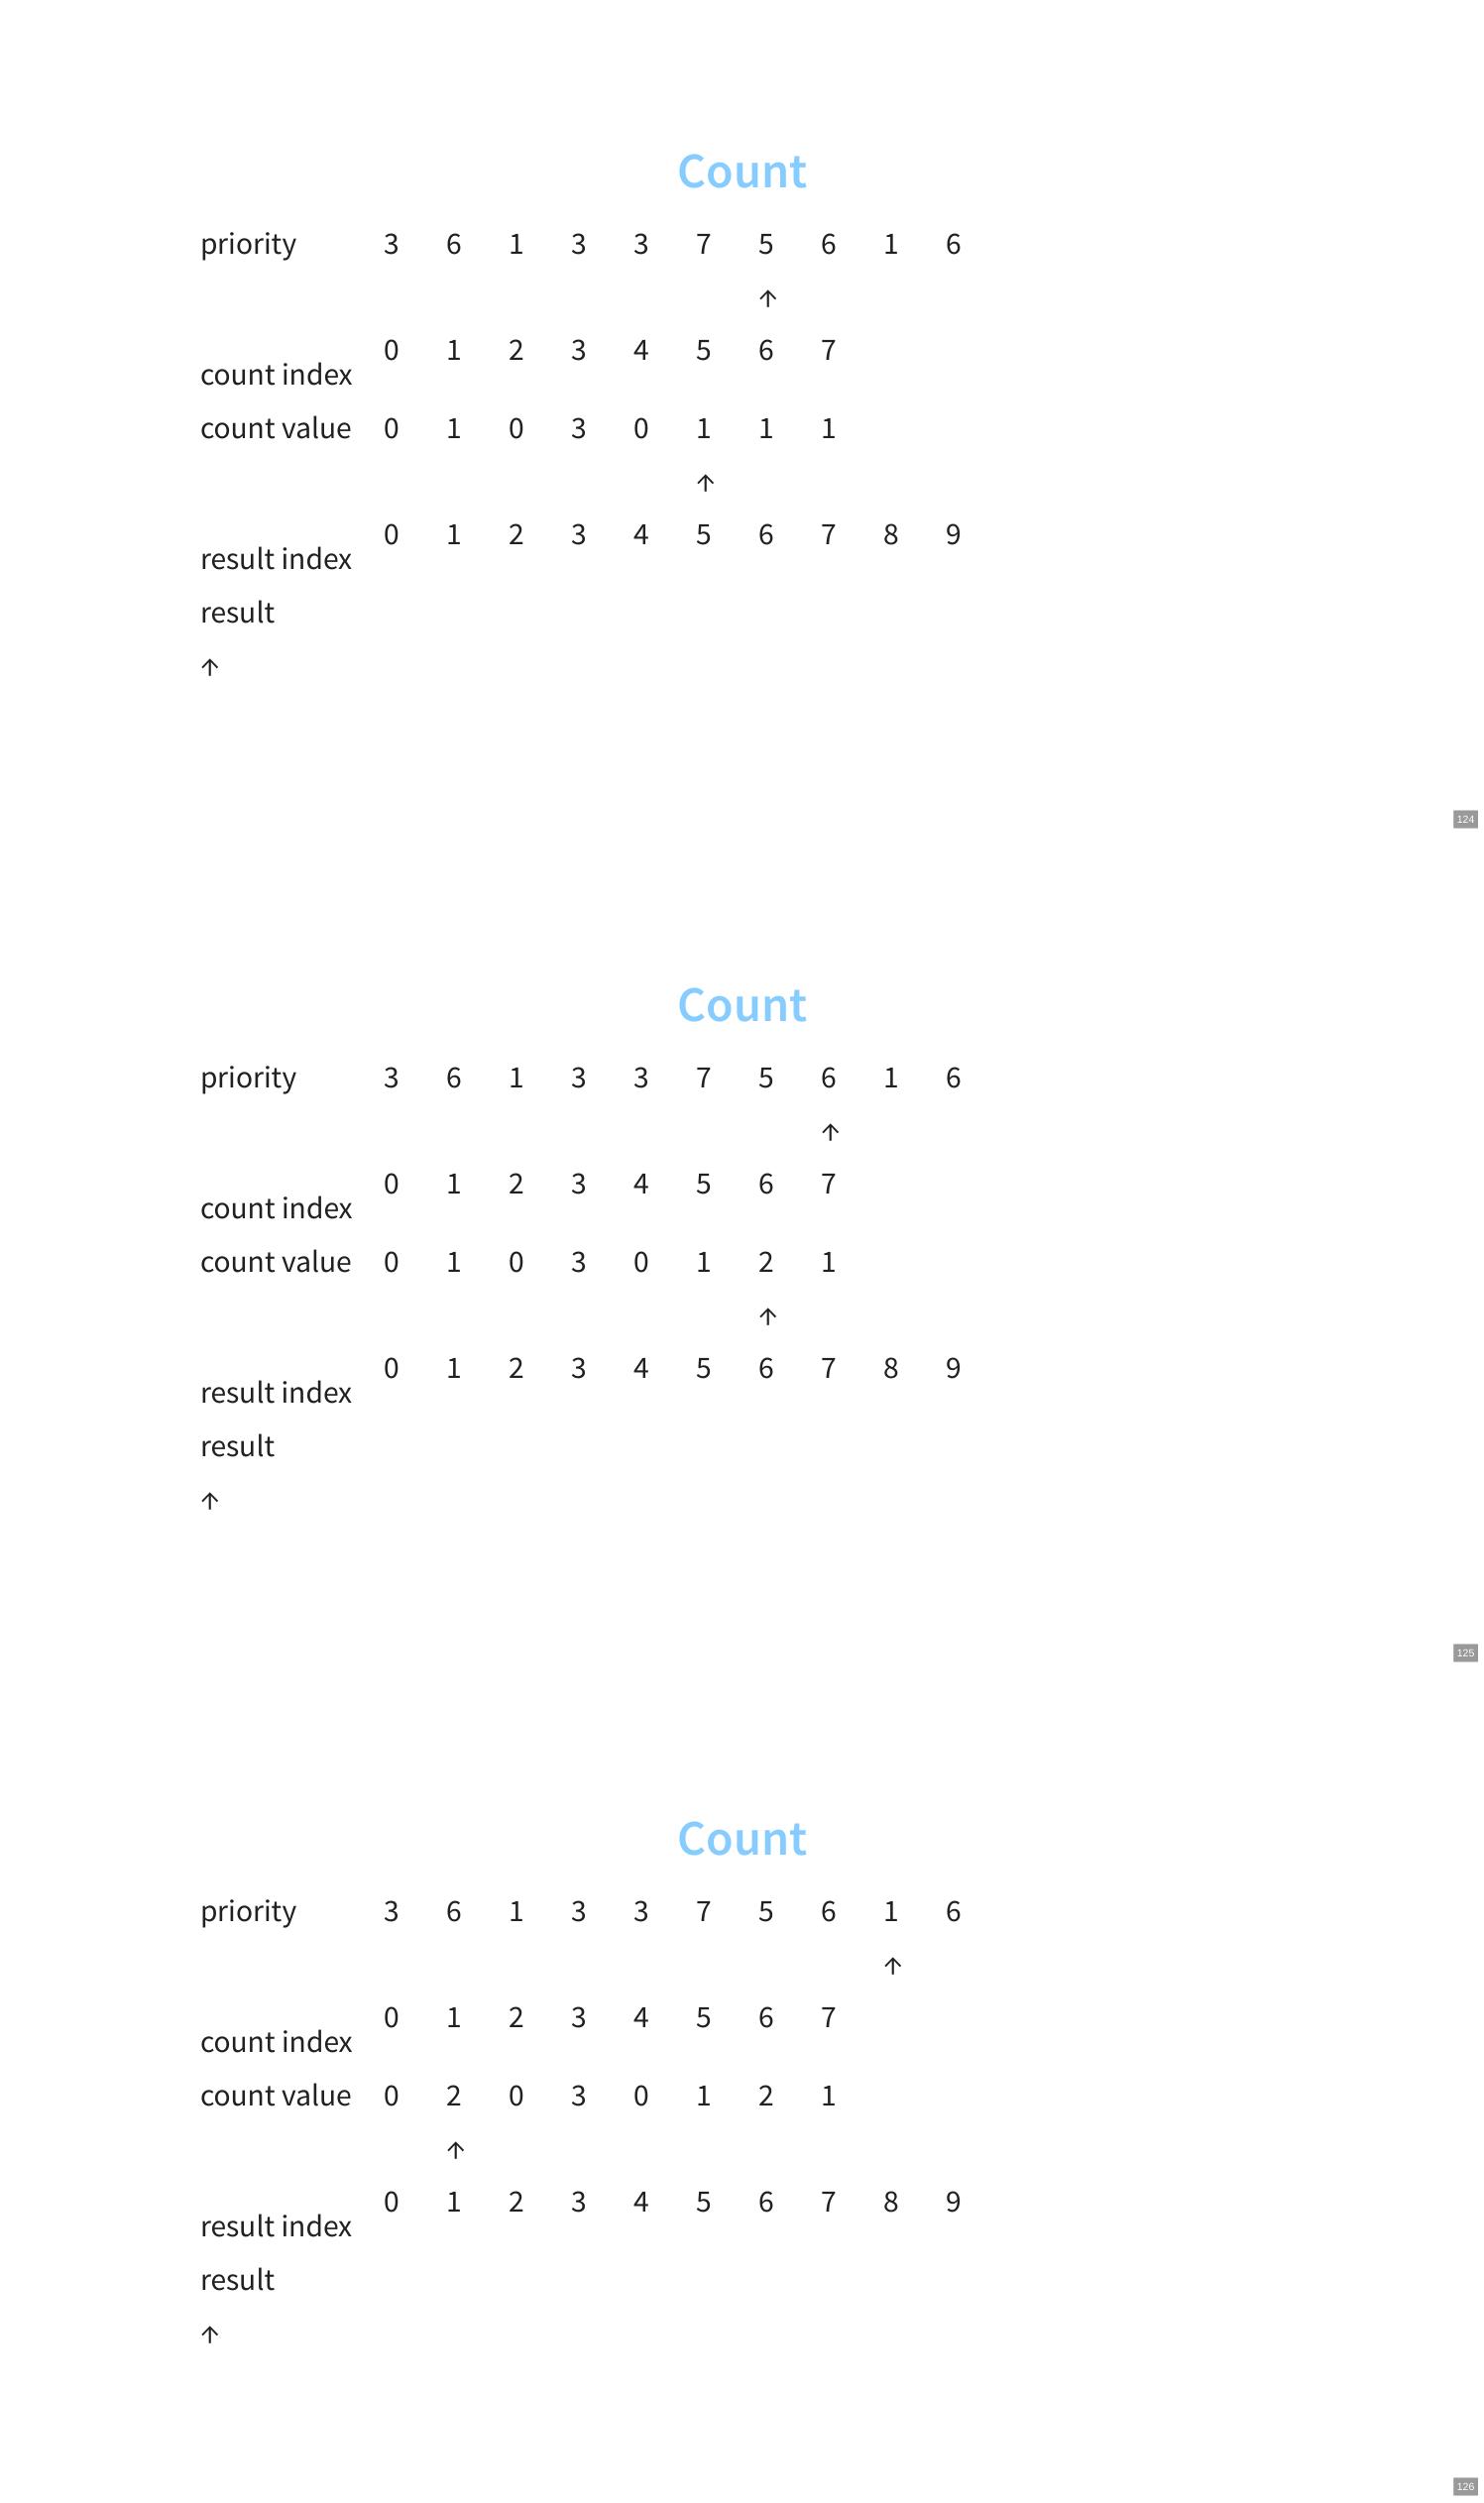 Count
priority 3 6 1 3 3 7 5 6 1 6
↑
0 1 2 3 4 5 6 7
count index
count value 0 1 0 3 0 1 1 1
↑
0 1 2 3 4 5 6 7 8 9
result index
result
↑
124
Count
priority 3 6 1 3 3 7 5 6 1 6
↑
0 1 2 3 4 5 6 7
count index
count value 0 1 0 3 0 1 2 1
↑
0 1 2 3 4 5 6 7 8 9
result index
result
↑
125
Count
priority 3 6 1 3 3 7 5 6 1 6
↑
0 1 2 3 4 5 6 7
count index
count value 0 2 0 3 0 1 2 1
↑
0 1 2 3 4 5 6 7 8 9
result index
result
↑
126